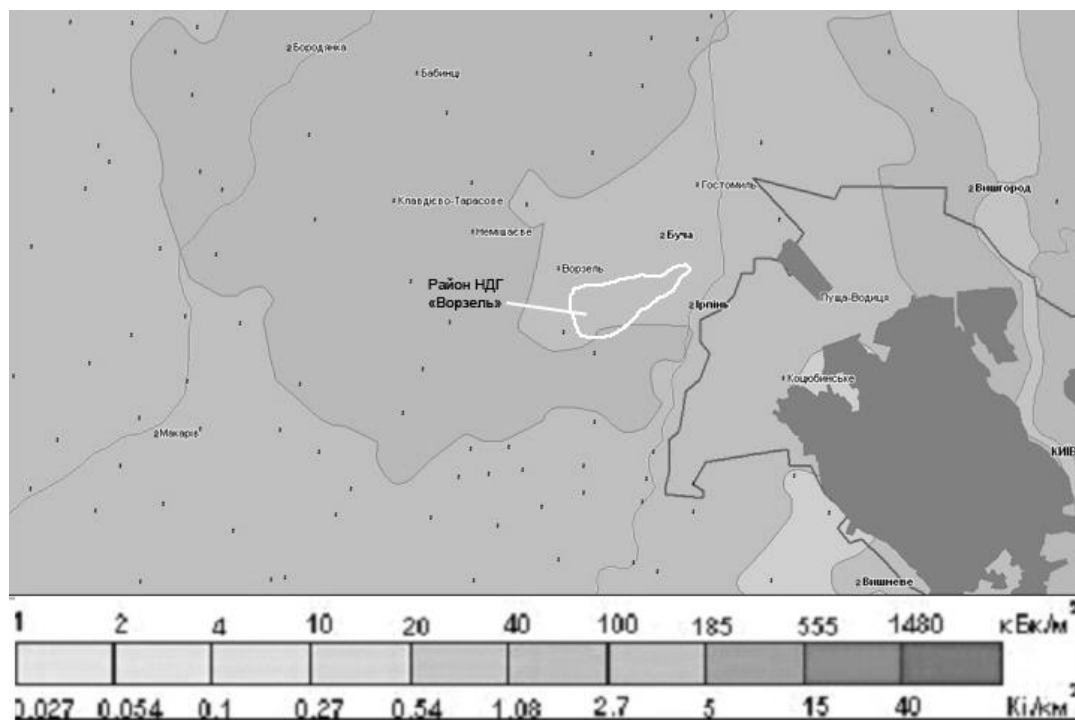 Бородянка
Бабинці
Гостомиль
Вишгород
Клавдієво-Тарасове
Немішаєве
Буча
Ворзель
Район НДГ
«Ворзель»
Пуща-Водиця
Ірпінь
Коцюбинське
Макарів
КИЇВ
Вишневе
1 2 4 10 20 40 100 185 555 1480 кБк/м²
0.027 0.054 0.1 0.27 0.54 1.08 2.7 5 15 40 Кі/км²